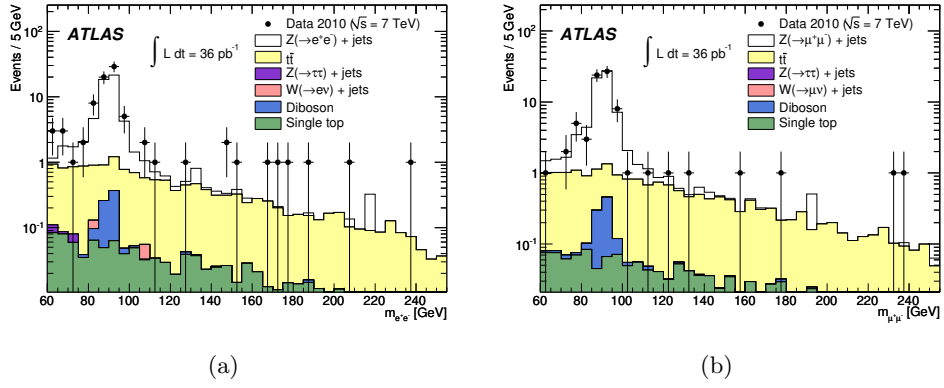 Events / 5 GeV
ATLAS
∫ L dt = 36 pb⁻¹
Data 2010 (√s = 7 TeV)
Z(→e⁺e⁻) + jets
tt̄
Z(→ττ) + jets
W(→eν) + jets
Diboson
Single top
10
1
10⁻¹
60 80 100 120 140 160 180 200 220 240
m_e⁺e⁻ [GeV]
(a)
Events / 5 GeV
ATLAS
∫ L dt = 36 pb⁻¹
Data 2010 (√s = 7 TeV)
Z(→μ⁺μ⁻) + jets
tt̄
Z(→ττ) + jets
W(→μν) + jets
Diboson
Single top
10²
10
1
10⁻¹
60 80 100 120 140 160 180 200 220 240
m_μ⁺μ⁻ [GeV]
(b)